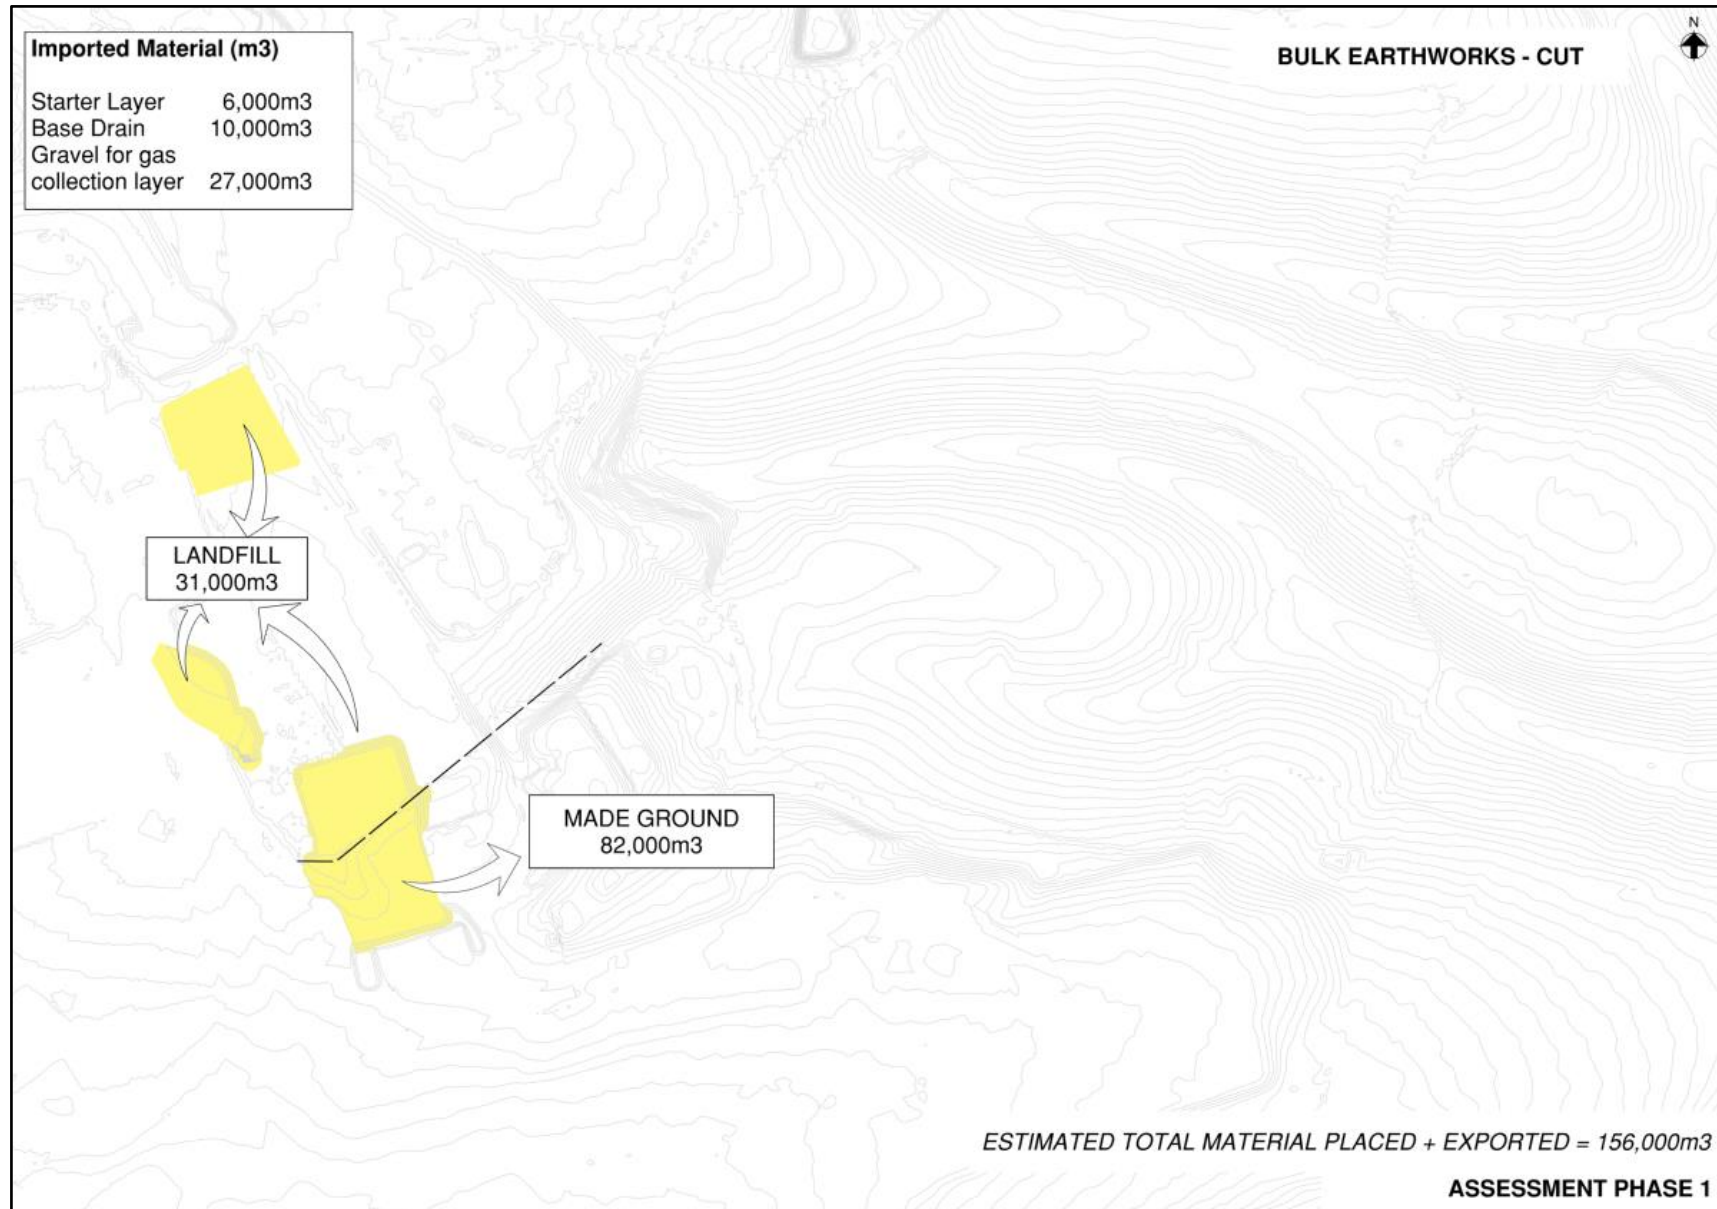 Imported Material (m3)
Starter Layer 6,000m3
Base Drain 10,000m3
Gravel for gas
collection layer 27,000m3
BULK EARTHWORKS - CUT
N
LANDFILL
31,000m3
MADE GROUND
82,000m3
ESTIMATED TOTAL MATERIAL PLACED + EXPORTED = 156,000m3
ASSESSMENT PHASE 1